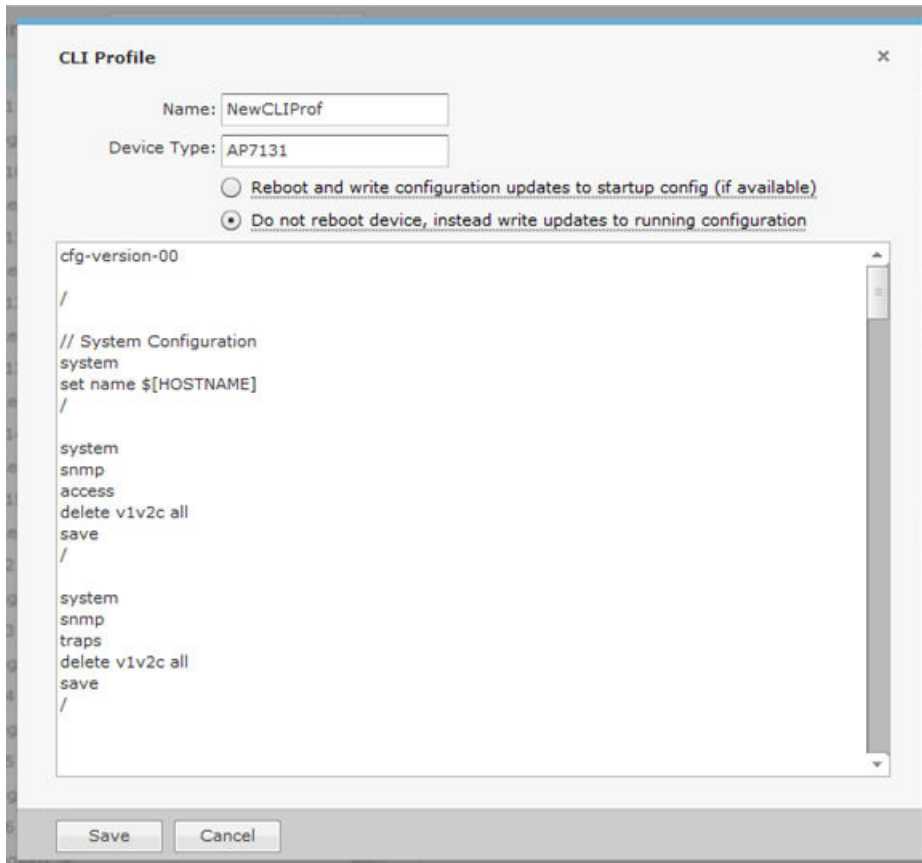 CLI Profile
×
Name: NewCLIProf
Device Type: AP7131
Reboot and write configuration updates to startup config (if available)
Do not reboot device, instead write updates to running configuration
cfg-version-00
/
// System Configuration
system
set name $[HOSTNAME]
/
system
snmp
access
delete v1v2c all
save
/
system
snmp
traps
delete v1v2c all
save
/
Save
Cancel